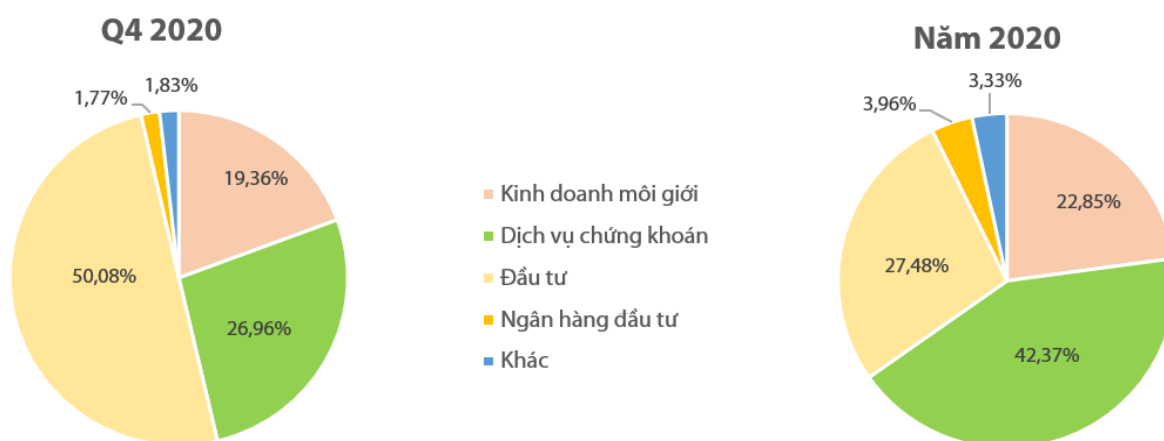 Q4 2020
1,77%
1,83%
19,36%
50,08%
26,96%
Kinh doanh môi giới
Dịch vụ chứng khoán
Đầu tư
Ngân hàng đầu tư
Khác
Năm 2020
3,96%
3,33%
22,85%
27,48%
42,37%